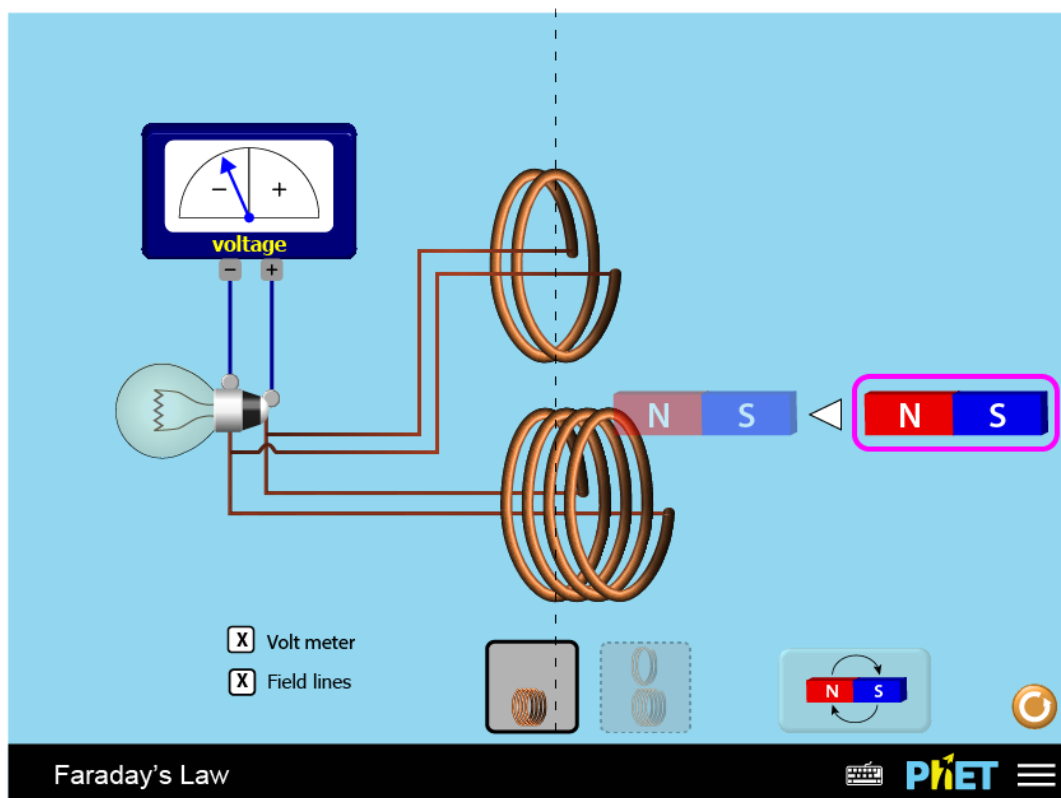 − +
voltage
− +
N S N S
X Volt meter
X Field lines
N S
Faraday's Law
PhET